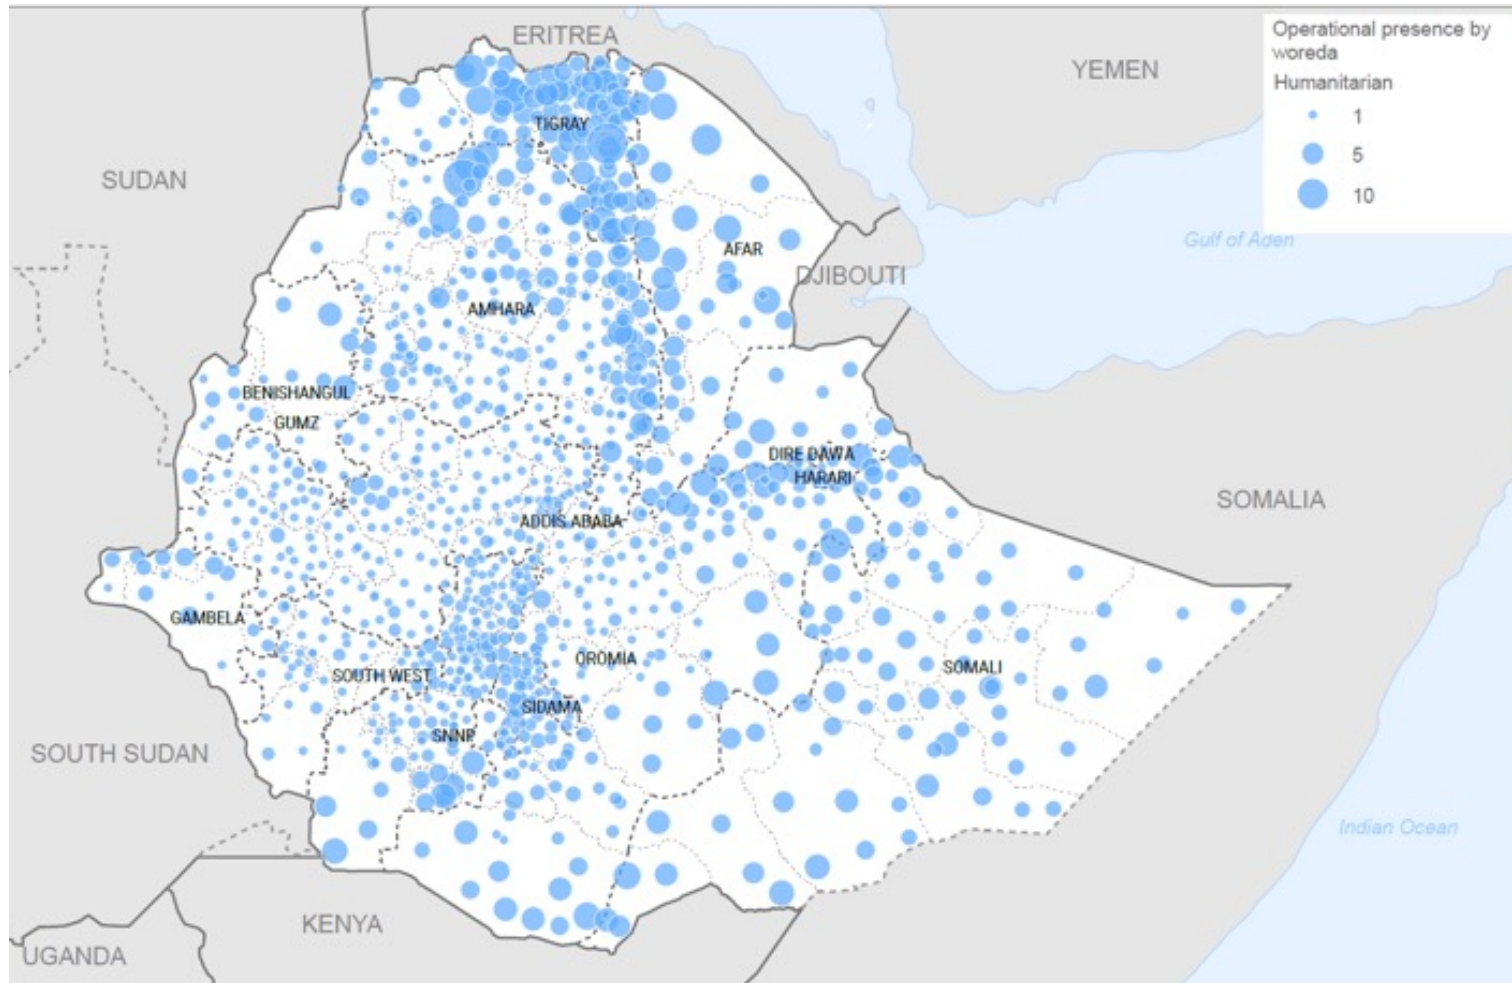 Operational presence by
woreda
Humanitarian
1
5
10
ERITREA
YEMEN
TIGRAY
SUDAN
Gulf of Aden
AFAR
DJIBOUTI
AMHARA
BENISHANGUL
GUMZ
DIRE DAWA
HARARI
SOMALIA
ADDIS ABABA
GAMBELA
OROMIA
SOMALI
SOUTH WEST
SIDAMA
SNNP
SOUTH SUDAN
Indian Ocean
KENYA
UGANDA